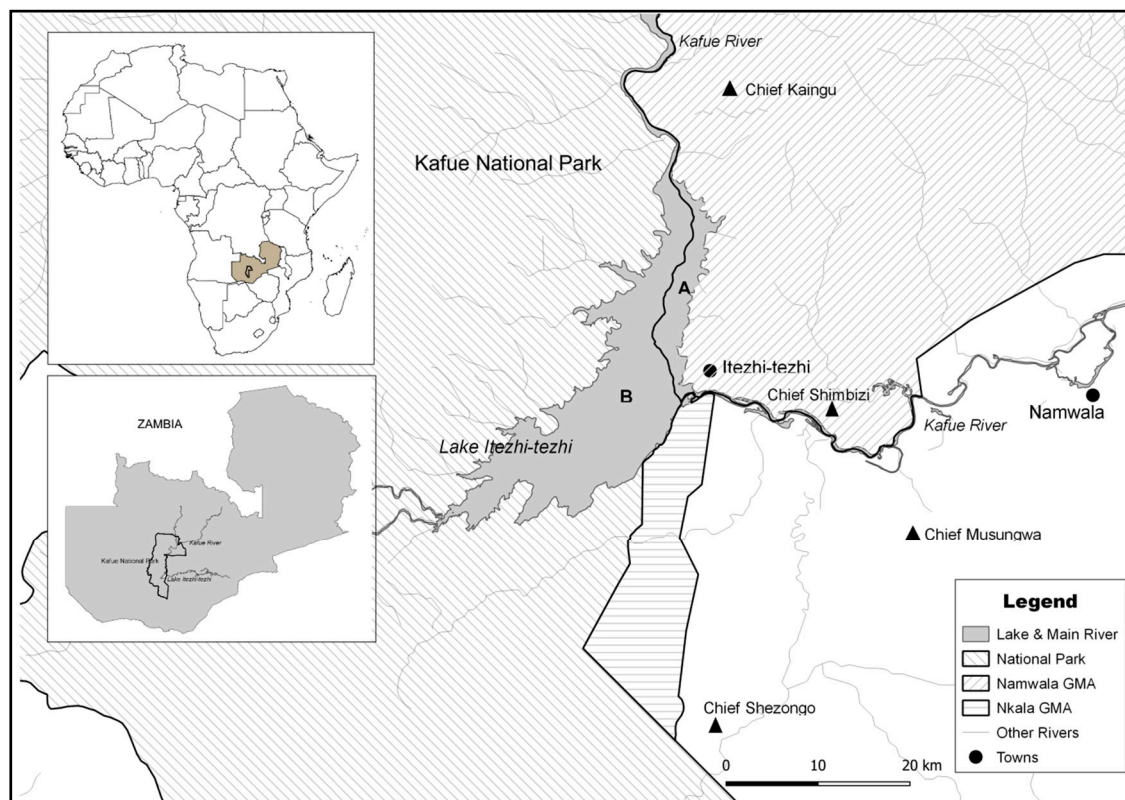 Kafue River
Chief Kaingu
Kafue National Park
A
Itezhi-tezhi
B
Chief Shimbizi
Namwala
Kafue River
Lake Itezhi-tezhi
Chief Musungwa
Chief Shezongo
ZAMBIA
Kafue River
Kafue National Park
Lake Itezhi-tezhi
Legend
Lake & Main River
National Park
Namwala GMA
Nkala GMA
Other Rivers
Towns
0 10 20 km